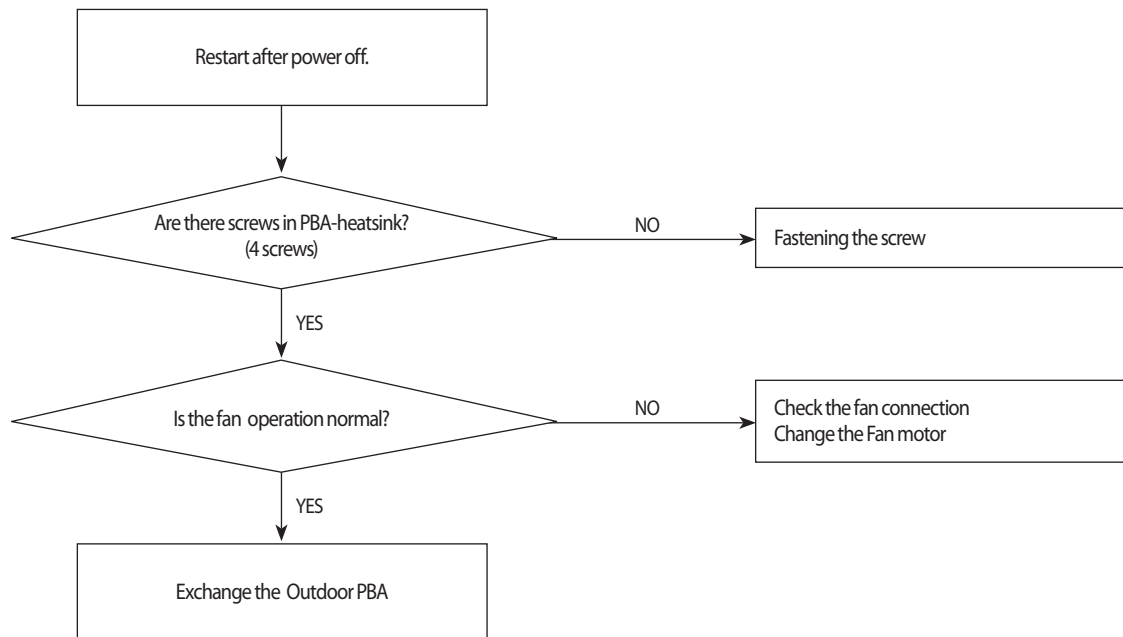 Restart after power off.
Are there screws in PBA-heatsink?
(4 screws)
NO
Fastening the screw
YES
Is the fan operation normal?
NO
Check the fan connection
Change the Fan motor
YES
Exchange the Outdoor PBA